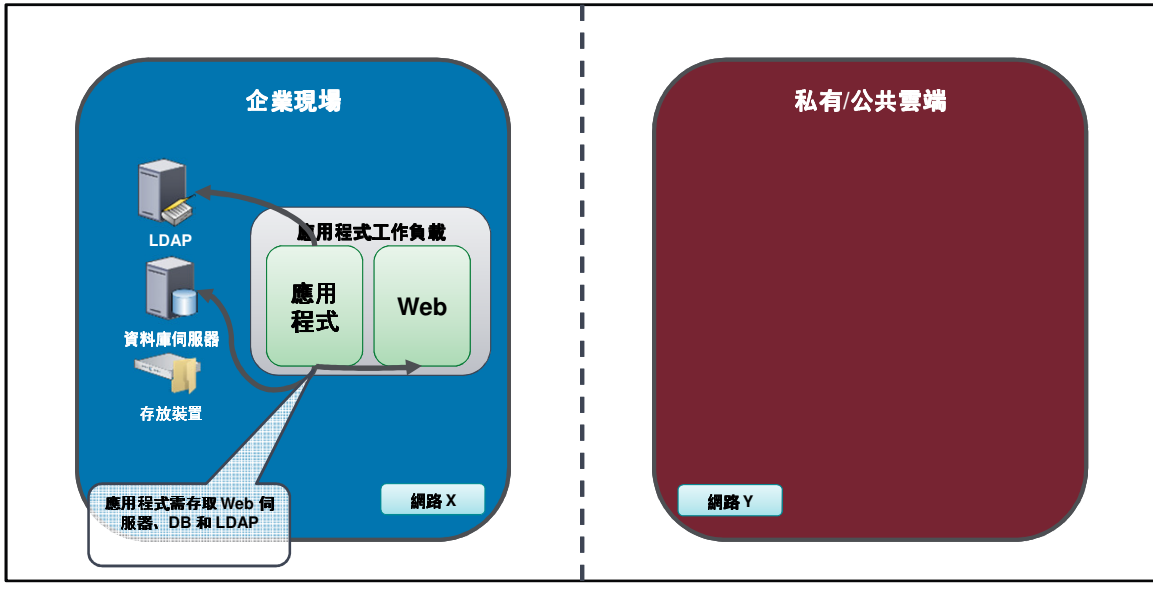 企業現場
私有/公共雲端
LDAP
應用程式工作負載
應用
程式
Web
資料庫伺服器
存放裝置
應用程式需存取 Web 伺
服器、DB 和 LDAP
網路 X
網路 Y